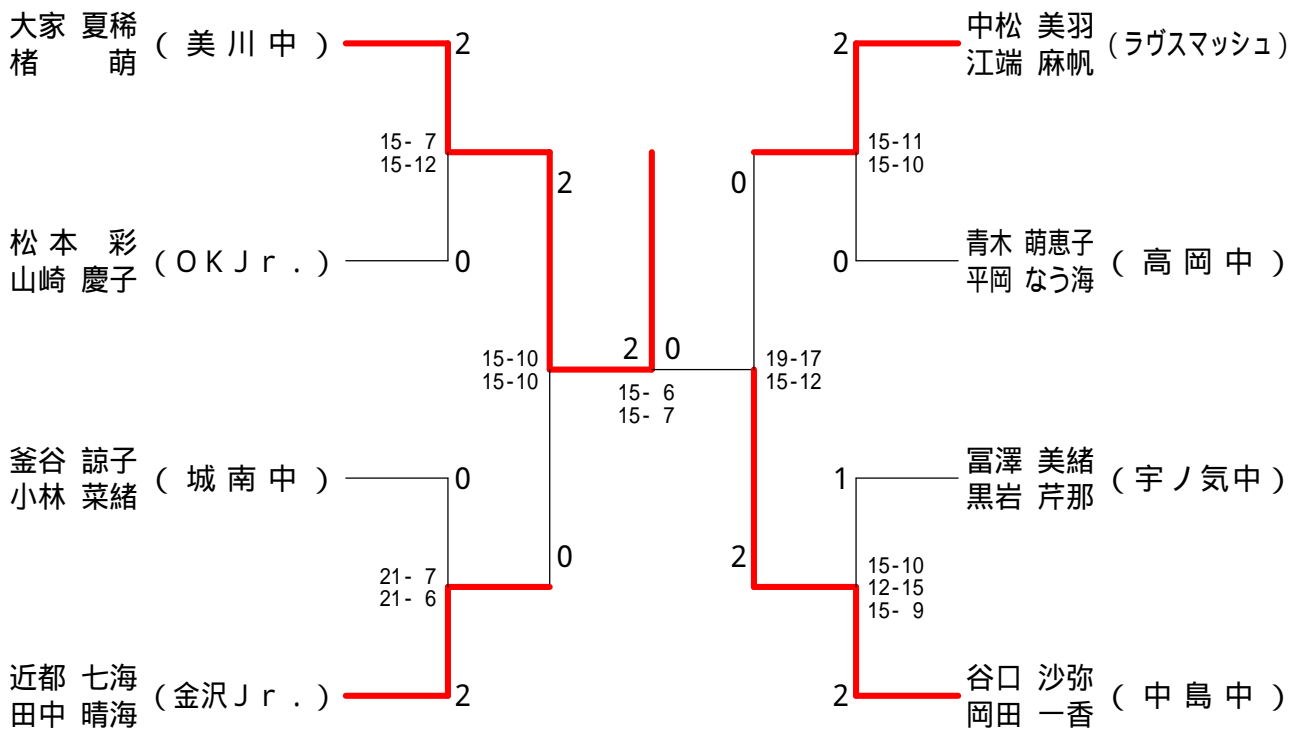 大家 夏稀
楮 萌
( 美 川 中 )
2
2
中松 美羽
江端 麻帆
(ラヴスマッシュ)
15- 7
15-12
15-11
15-10
2
0
松 本 彩
山崎 慶子
( O K J r . )
0
0
青木 萌恵子
平岡 なう海
( 高 岡 中 )
15-10
15-10
2 0
15- 6
15- 7
19-17
15-12
釜谷 諒子
小林 菜緒
( 城 南 中 )
0
1
冨澤 美緒
黒岩 芹那
(宇ノ気中)
0
2
21- 7
21- 6
15-10
12-15
15- 9
近都 七海
田中 晴海
(金沢J r . )
2
2
谷口 沙弥
岡田 一香
( 中 島 中 )